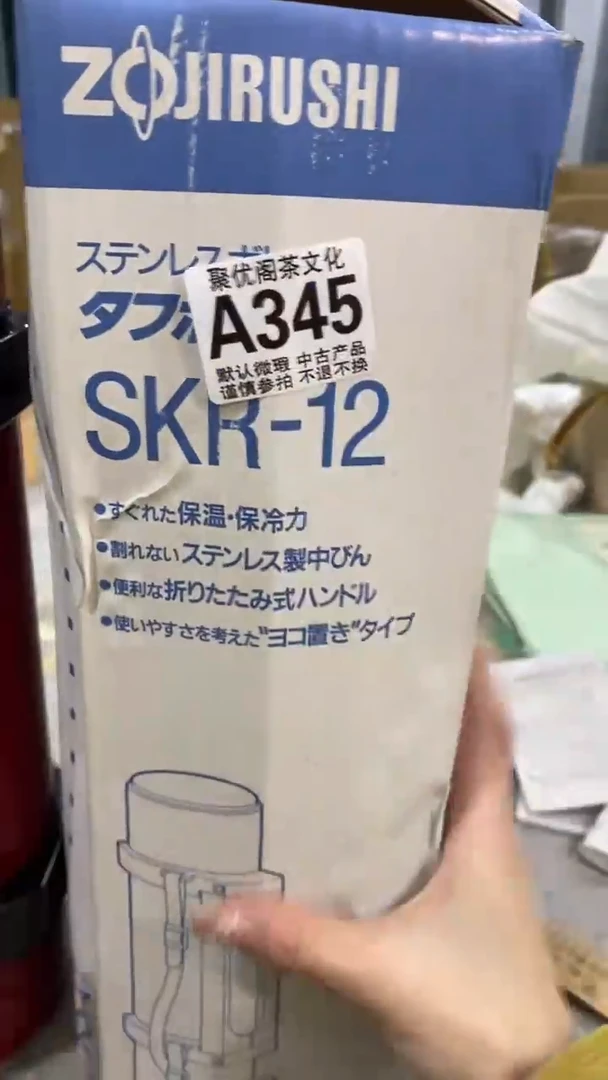 ZOJIRUSHI
ステンレス
タフ
聚优阁茶文化
A345
默认微瑕 中古产品
谨慎参拍 不退不换
SKR-12
●すぐれた保温・保冷力
●割れないステンレス製中びん
●便利な折りたたみ式ハンドル
●使いやすさを考えた"ヨコ置き"タイプ